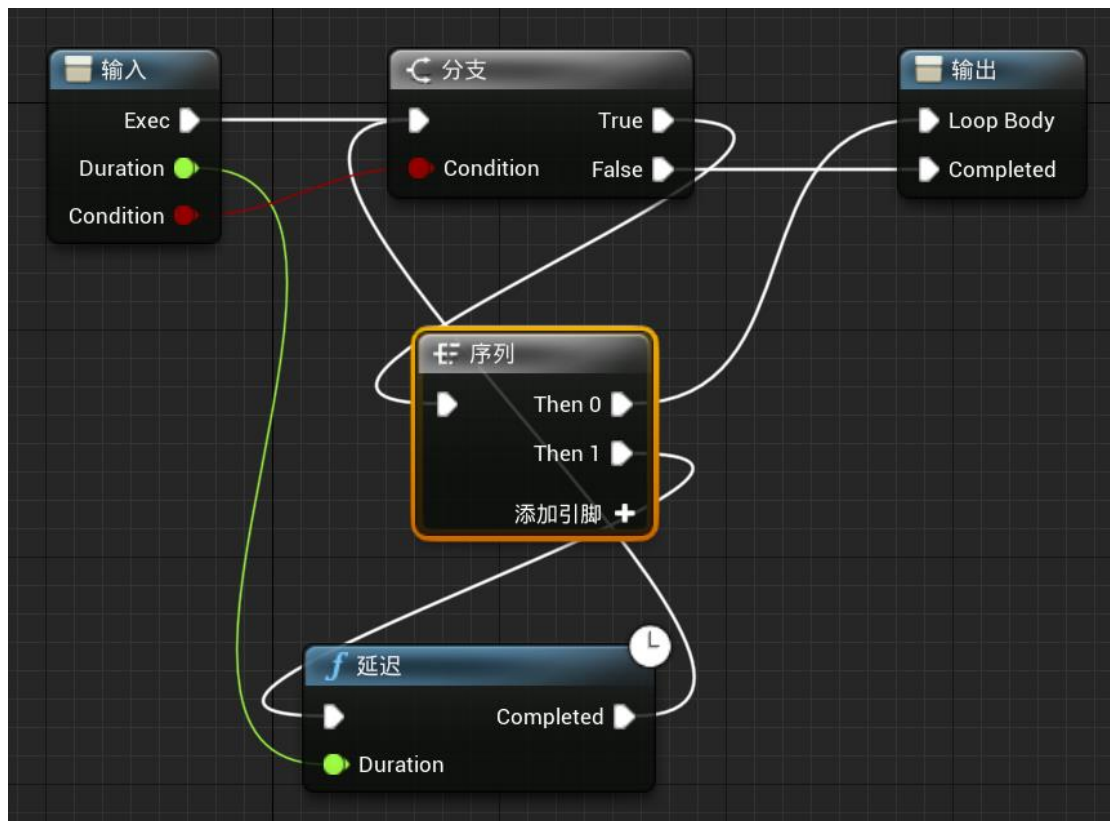 输入
Exec
Duration
Condition
分支
True
Condition
False
输出
Loop Body
Completed
序列
Then 0
Then 1
添加引脚
f 延迟
Completed
Duration